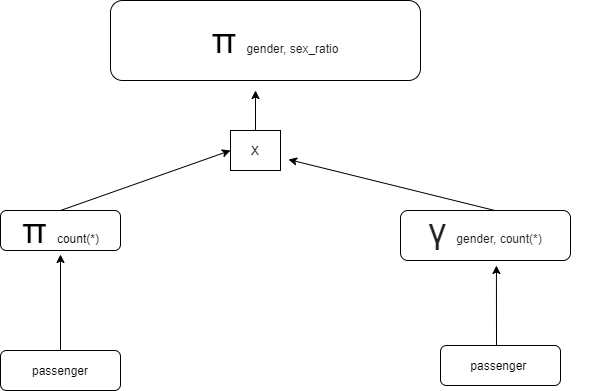 π gender, sex_ratio
X
π count(*)
γ gender, count(*)
passenger
passenger